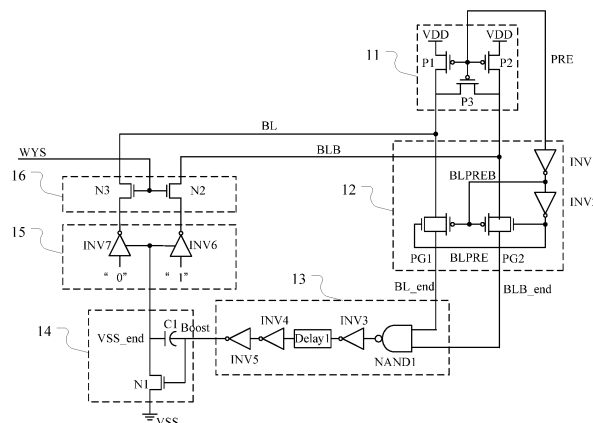 VDD VDD
11 P1 P2
P3 PRE
BL
WYS BLB
INV
16 N3 N2 BLPREB 12
INV2
15 INV7 INV6
PG1 BLPRE PG2
“ 0” “ 1”
BL_end BLB_end
13
14 C1 Boost INV4 INV3
VSS_end Delay1
INV5 NAND1
N1
VSS